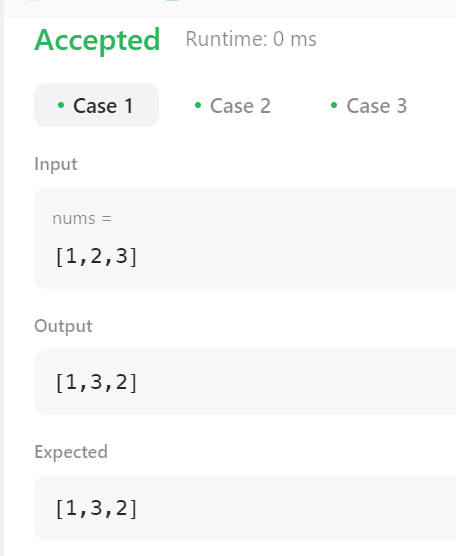 Accepted Runtime: 0 ms
Case 1 Case 2 Case 3
Input
nums =
[1,2,3]
Output
[1,3,2]
Expected
[1,3,2]